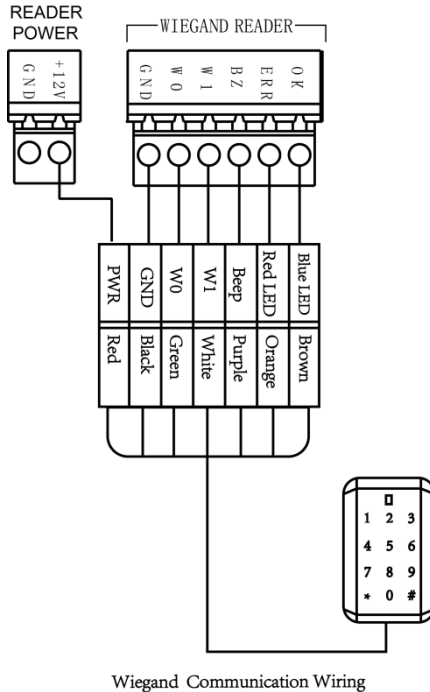 READER
POWER
WIEGAND READER
GND
+12V
GND
W0
W1
BZ
ERR
OK
PWR
GND
W0
W1
Beep
Red LED
Blue LED
Red
Black
Green
White
Purple
Orange
Brown
1 2 3
4 5 6
7 8 9
* 0 #
Wiegand Communication Wiring